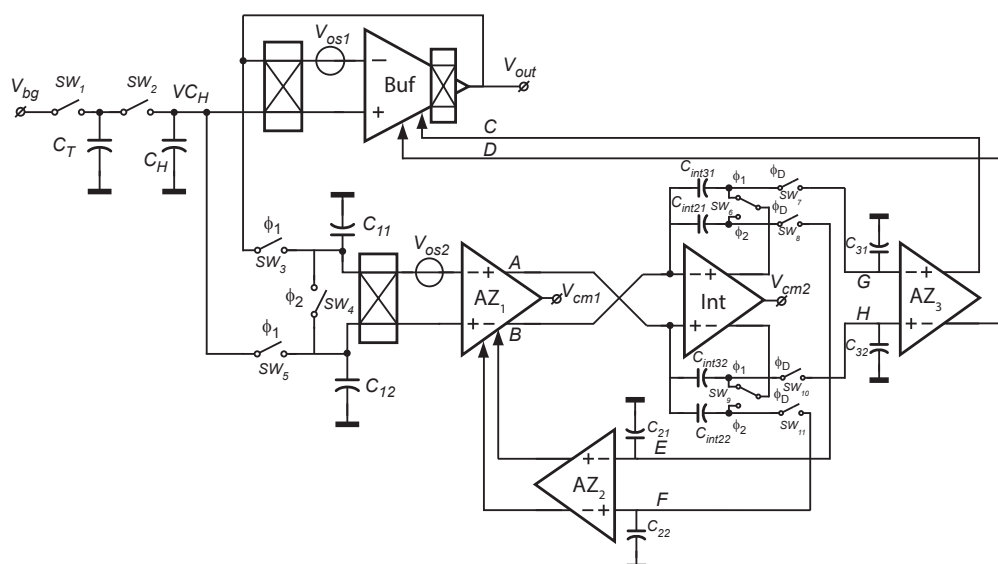 V_os1
V_bg
SW_1
SW_2
VC_H
Buf
V_out
−
+
C_T
C_H
C
D
C_int31
ϕ_1
ϕ_D
SW_7
C_int21
SW_6
ϕ_D
SW_8
ϕ_2
ϕ_1
C_11
SW_3
V_os2
C_31
ϕ_2
SW_4
− +
AZ_1
+ −
A
B
V_cm1
− +
Int
+ −
V_cm2
G
− +
AZ_3
+ −
H
ϕ_1
SW_5
C_12
C_32
C_int32
ϕ_1
ϕ_D
SW_10
SW_9
ϕ_D
C_int22
ϕ_2
SW_11
C_21
E
+ −
AZ_2
− +
F
C_22